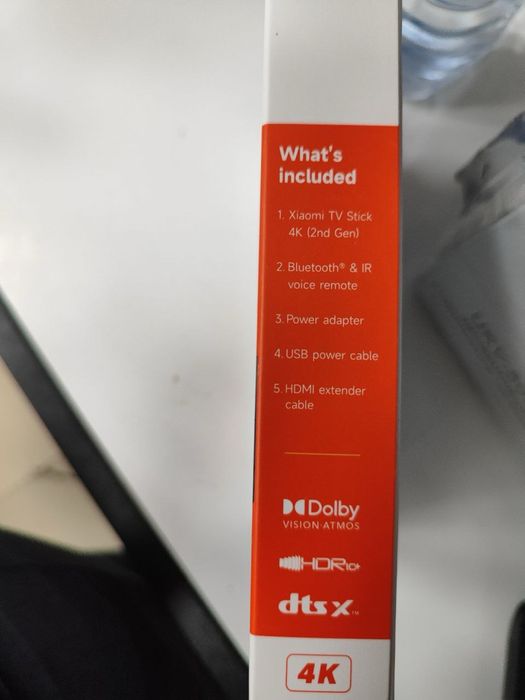 What's
included
1. Xiaomi TV Stick
4K (2nd Gen)
2. Bluetooth® & IR
voice remote
3. Power adapter
4. USB power cable
5. HDMI extender
cable
Dolby
VISION·ATMOS
HDR10+
dts X™
4K